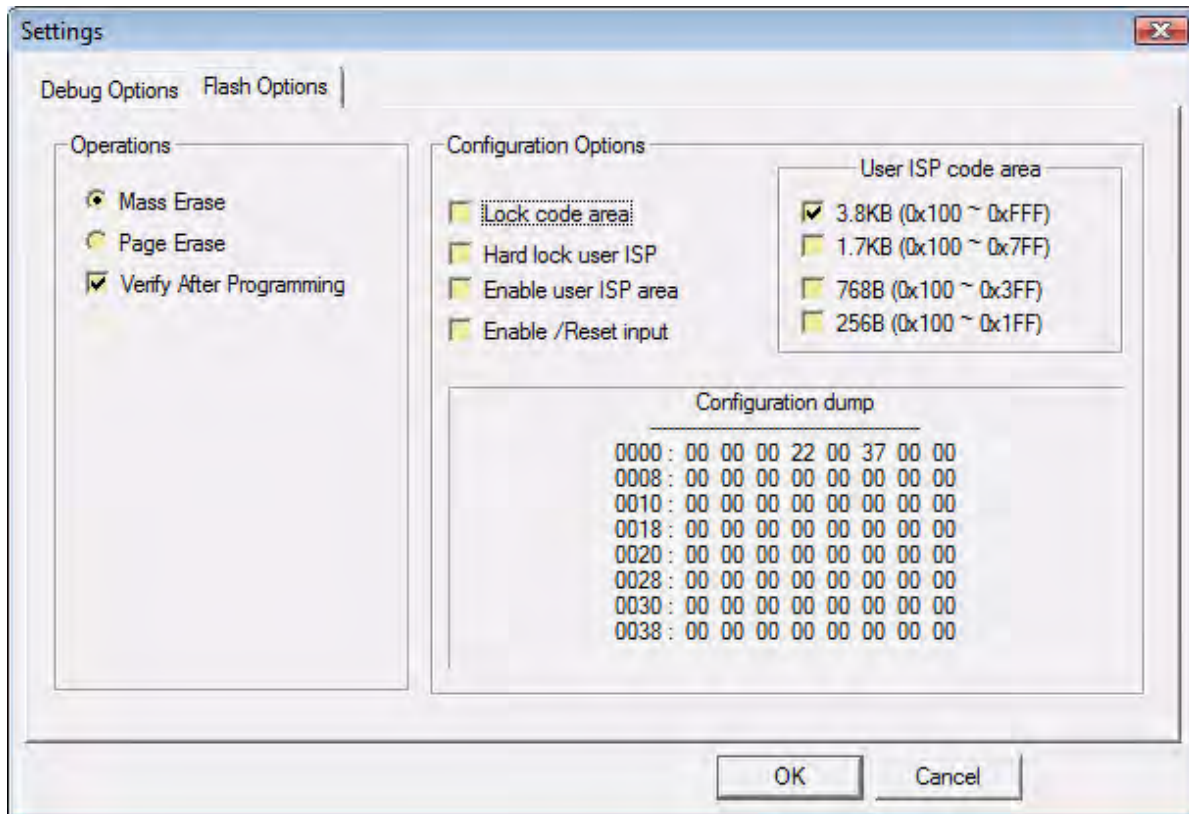 Settings
Debug Options Flash Options
Operations
Mass Erase
Page Erase
Verify After Programming
Configuration Options
Lock code area
Hard lock user ISP
Enable user ISP area
Enable /Reset input
User ISP code area
3.8KB (0x100 ~ 0xFFF)
1.7KB (0x100 ~ 0x7FF)
768B (0x100 ~ 0x3FF)
256B (0x100 ~ 0x1FF)
Configuration dump
0000 : 00 00 00 22 00 37 00 00
0008 : 00 00 00 00 00 00 00 00
0010 : 00 00 00 00 00 00 00 00
0018 : 00 00 00 00 00 00 00 00
0020 : 00 00 00 00 00 00 00 00
0028 : 00 00 00 00 00 00 00 00
0030 : 00 00 00 00 00 00 00 00
0038 : 00 00 00 00 00 00 00 00
OK Cancel